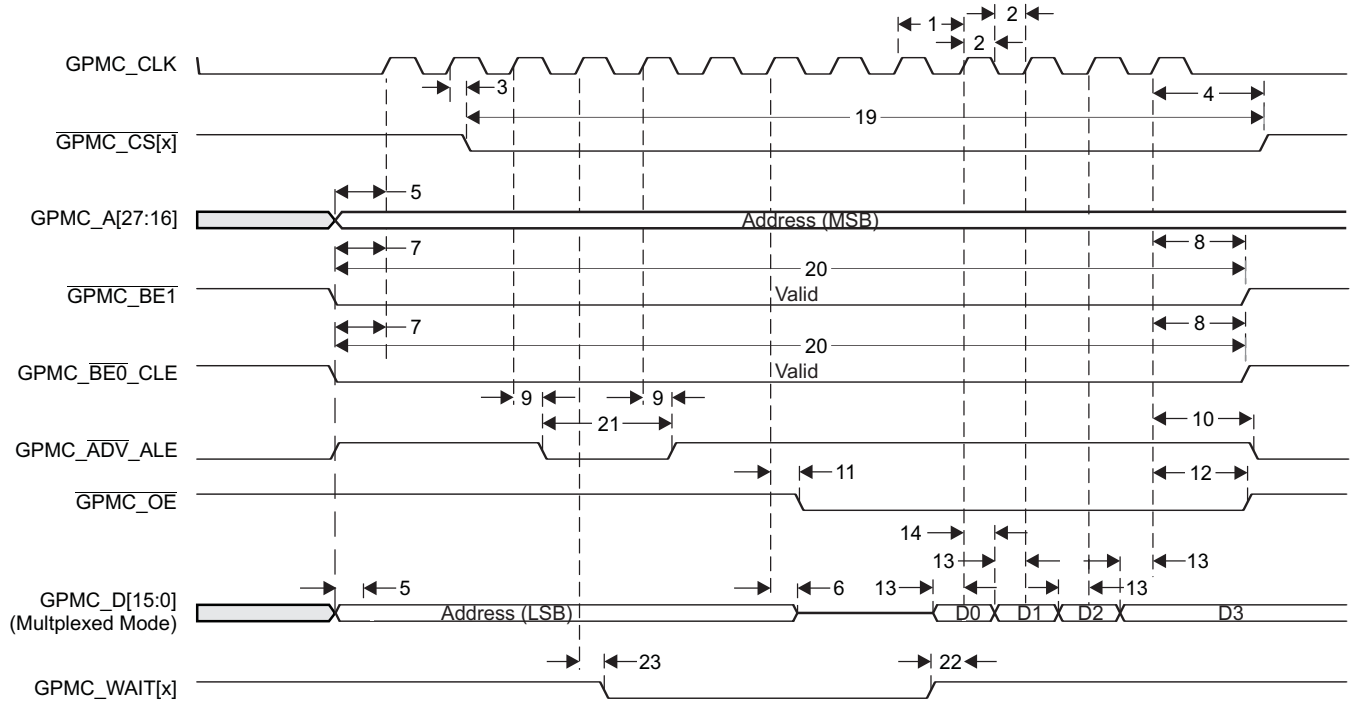 1
2
2
GPMC_CLK
3
4
19
GPMC_CS[x]
5
GPMC_A[27:16]
Address (MSB)
7
8
20
GPMC_BE1
Valid
7
8
20
GPMC_BE0_CLE
Valid
9
9
21
10
GPMC_ADV_ALE
11
12
GPMC_OE
14
13
13
5
6
13
13
GPMC_D[15:0]
(Multplexed Mode)
Address (LSB)
D0
D1
D2
D3
23
22
GPMC_WAIT[x]